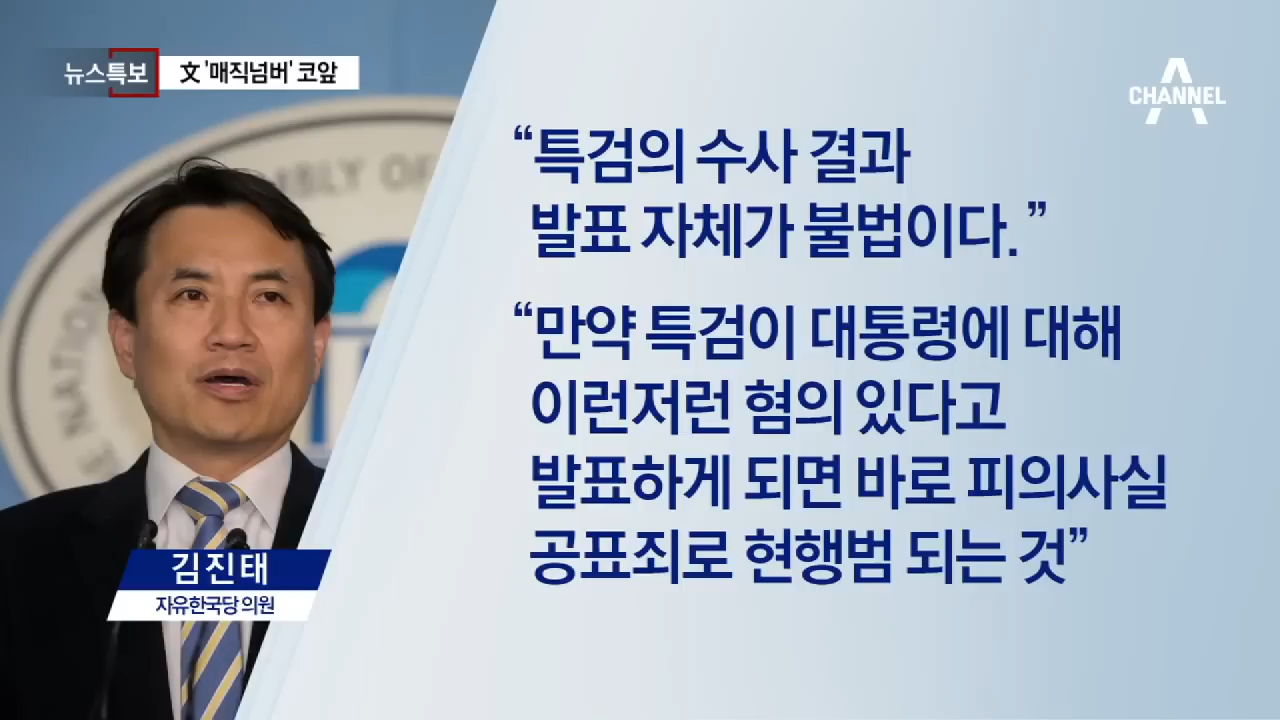 뉴스특보
文 '매직넘버' 코앞
CHANNEL A
“특검의 수사 결과
발표 자체가 불법이다.”
“만약 특검이 대통령에 대해
이런저런 혐의 있다고
발표하게 되면 바로 피의사실
공표죄로 현행범 되는 것”
김진태
자유한국당 의원